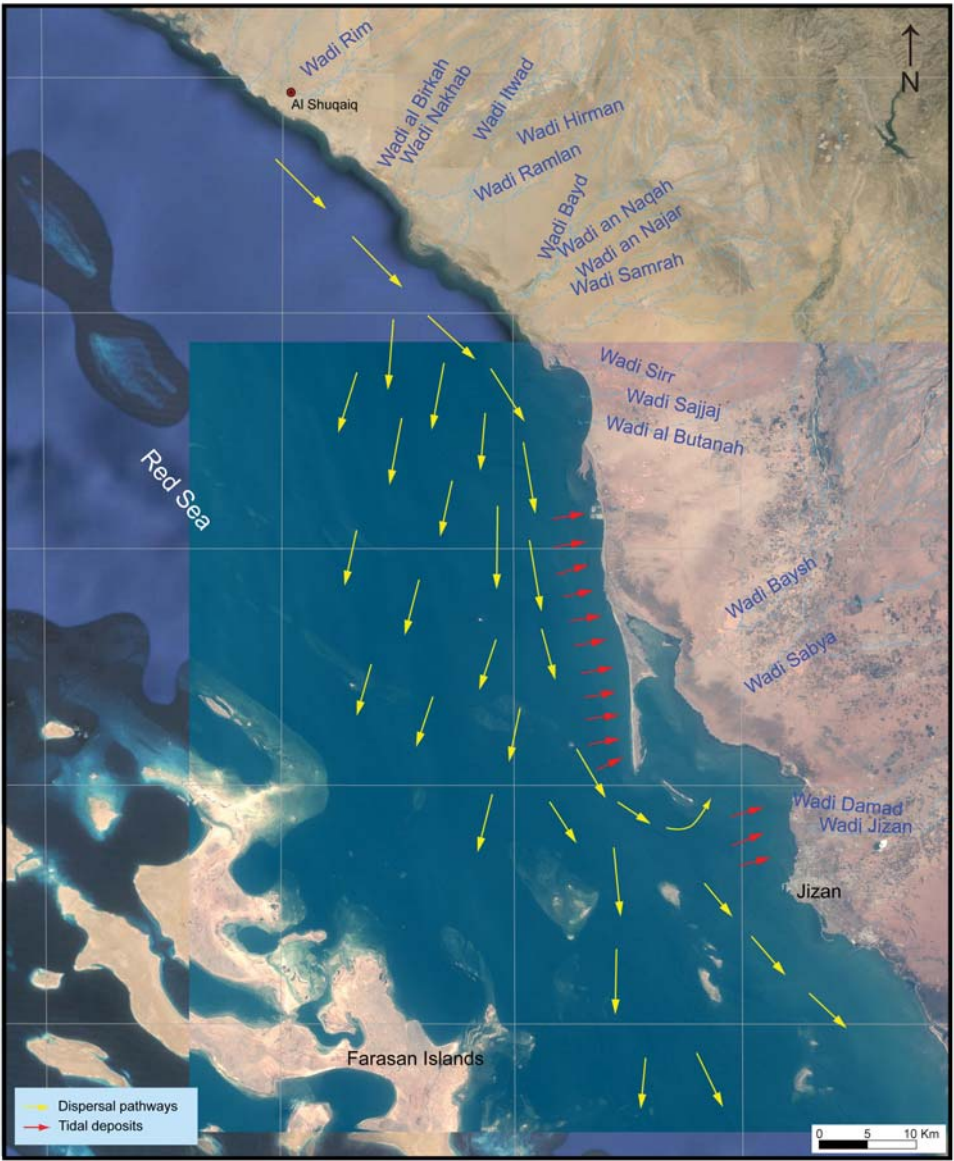 N
Wadi Rim
Al Shuqaiq
Wadi al Birkah
Wadi Nakhab
Wadi Itwad
Wadi Hirman
Wadi Ramlan
Wadi Bayd
Wadi an Naqah
Wadi an Najar
Wadi Samrah
Wadi Sirr
Wadi Sajjaj
Wadi al Butanah
Red Sea
Wadi Baysh
Wadi Sabya
Wadi Damad
Wadi Jizan
Jizan
Farasan Islands
Dispersal pathways
Tidal deposits
0 5 10 Km